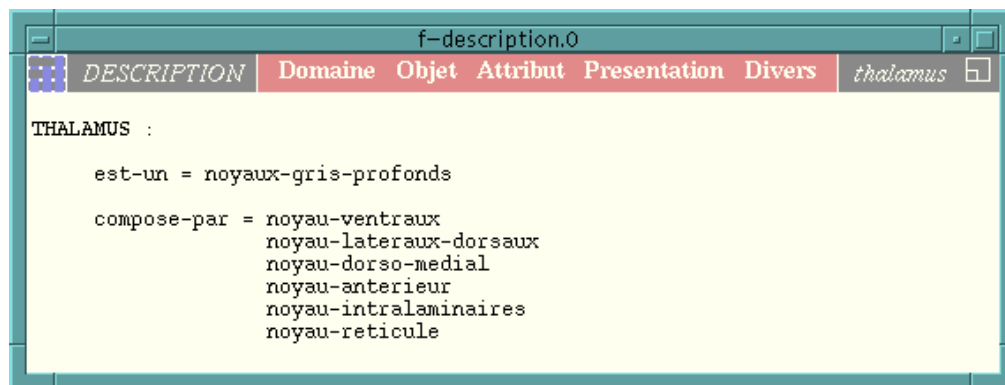 f-description.0
DESCRIPTION Domaine Objet Attribut Presentation Divers thalamus
THALAMUS :
est-un = noyaux-gris-profonds
compose-par = noyau-ventraux
noyau-lateraux-dorsaux
noyau-dorso-medial
noyau-anterieur
noyau-intralaminaires
noyau-reticule